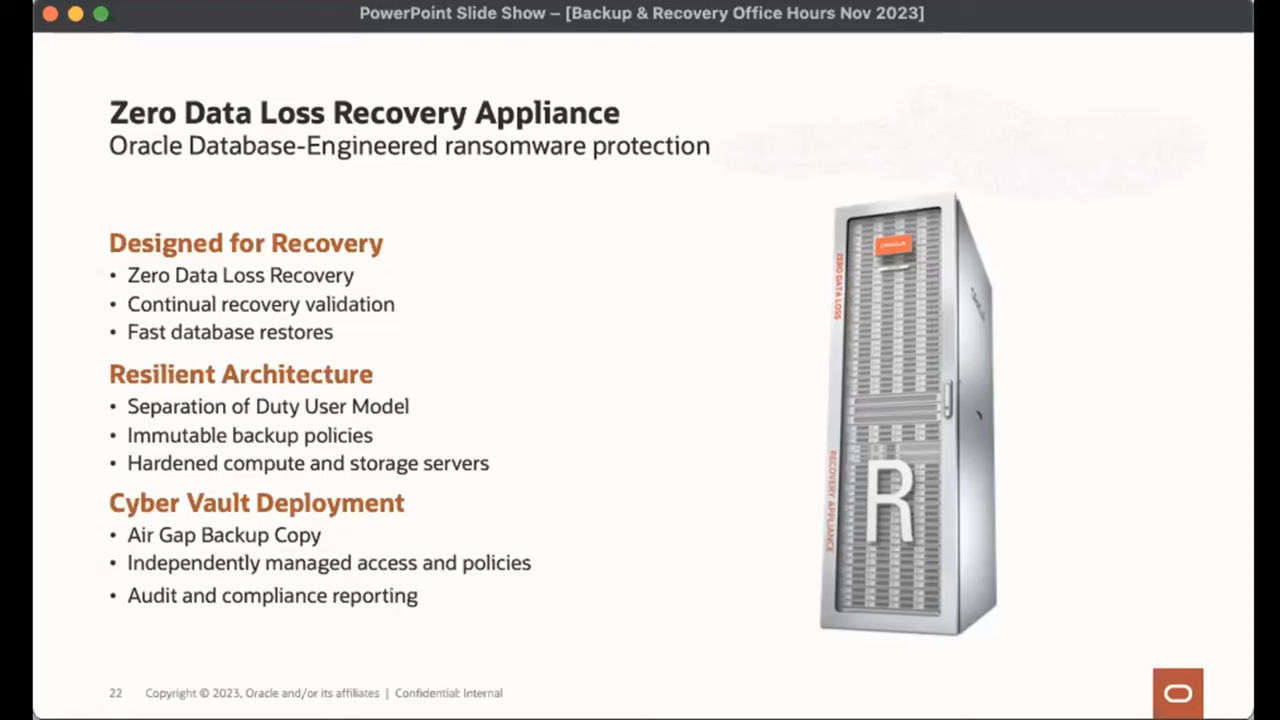 PowerPoint Slide Show – [Backup & Recovery Office Hours Nov 2023]
Zero Data Loss Recovery Appliance
Oracle Database-Engineered ransomware protection
Designed for Recovery
• Zero Data Loss Recovery
• Continual recovery validation
• Fast database restores
Resilient Architecture
• Separation of Duty User Model
• Immutable backup policies
• Hardened compute and storage servers
Cyber Vault Deployment
• Air Gap Backup Copy
• Independently managed access and policies
• Audit and compliance reporting
ORACLE
ZERO DATA LOSS
RECOVERY APPLIANCE
R
22 Copyright © 2023, Oracle and/or its affiliates | Confidential: Internal